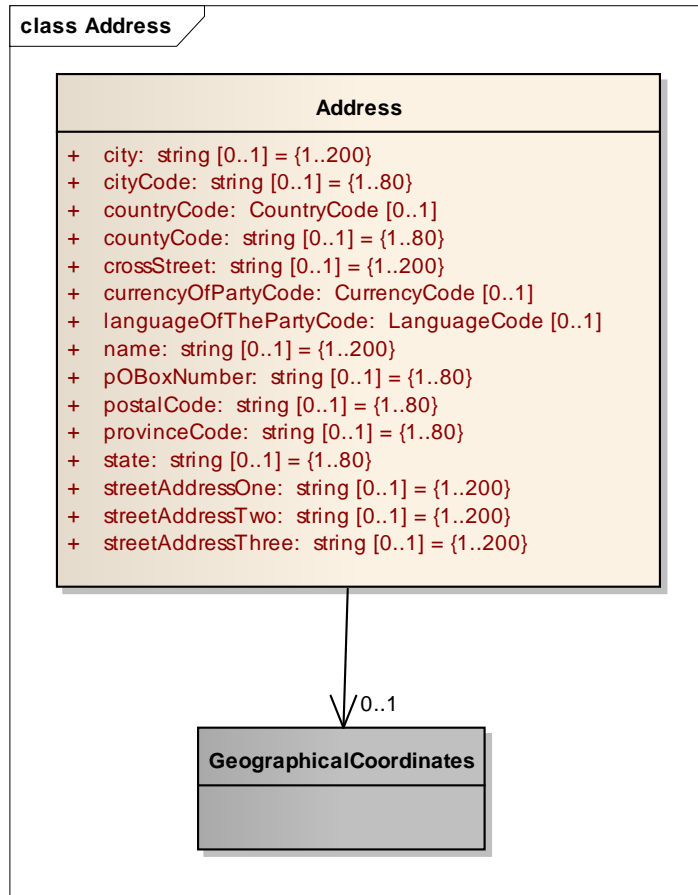 class Address
Address
+ city: string [0..1] = {1..200}
+ cityCode: string [0..1] = {1..80}
+ countryCode: CountryCode [0..1]
+ countyCode: string [0..1] = {1..80}
+ crossStreet: string [0..1] = {1..200}
+ currencyOfPartyCode: CurrencyCode [0..1]
+ languageOfThePartyCode: LanguageCode [0..1]
+ name: string [0..1] = {1..200}
+ pOBoxNumber: string [0..1] = {1..80}
+ postalCode: string [0..1] = {1..80}
+ provinceCode: string [0..1] = {1..80}
+ state: string [0..1] = {1..80}
+ streetAddressOne: string [0..1] = {1..200}
+ streetAddressTwo: string [0..1] = {1..200}
+ streetAddressThree: string [0..1] = {1..200}
0..1
GeographicalCoordinates